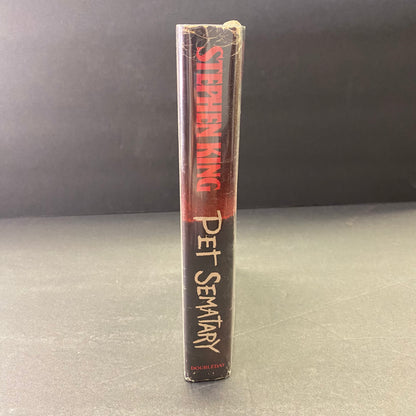 STEPHEN KING
PET SEMATARY
DOUBLEDAY